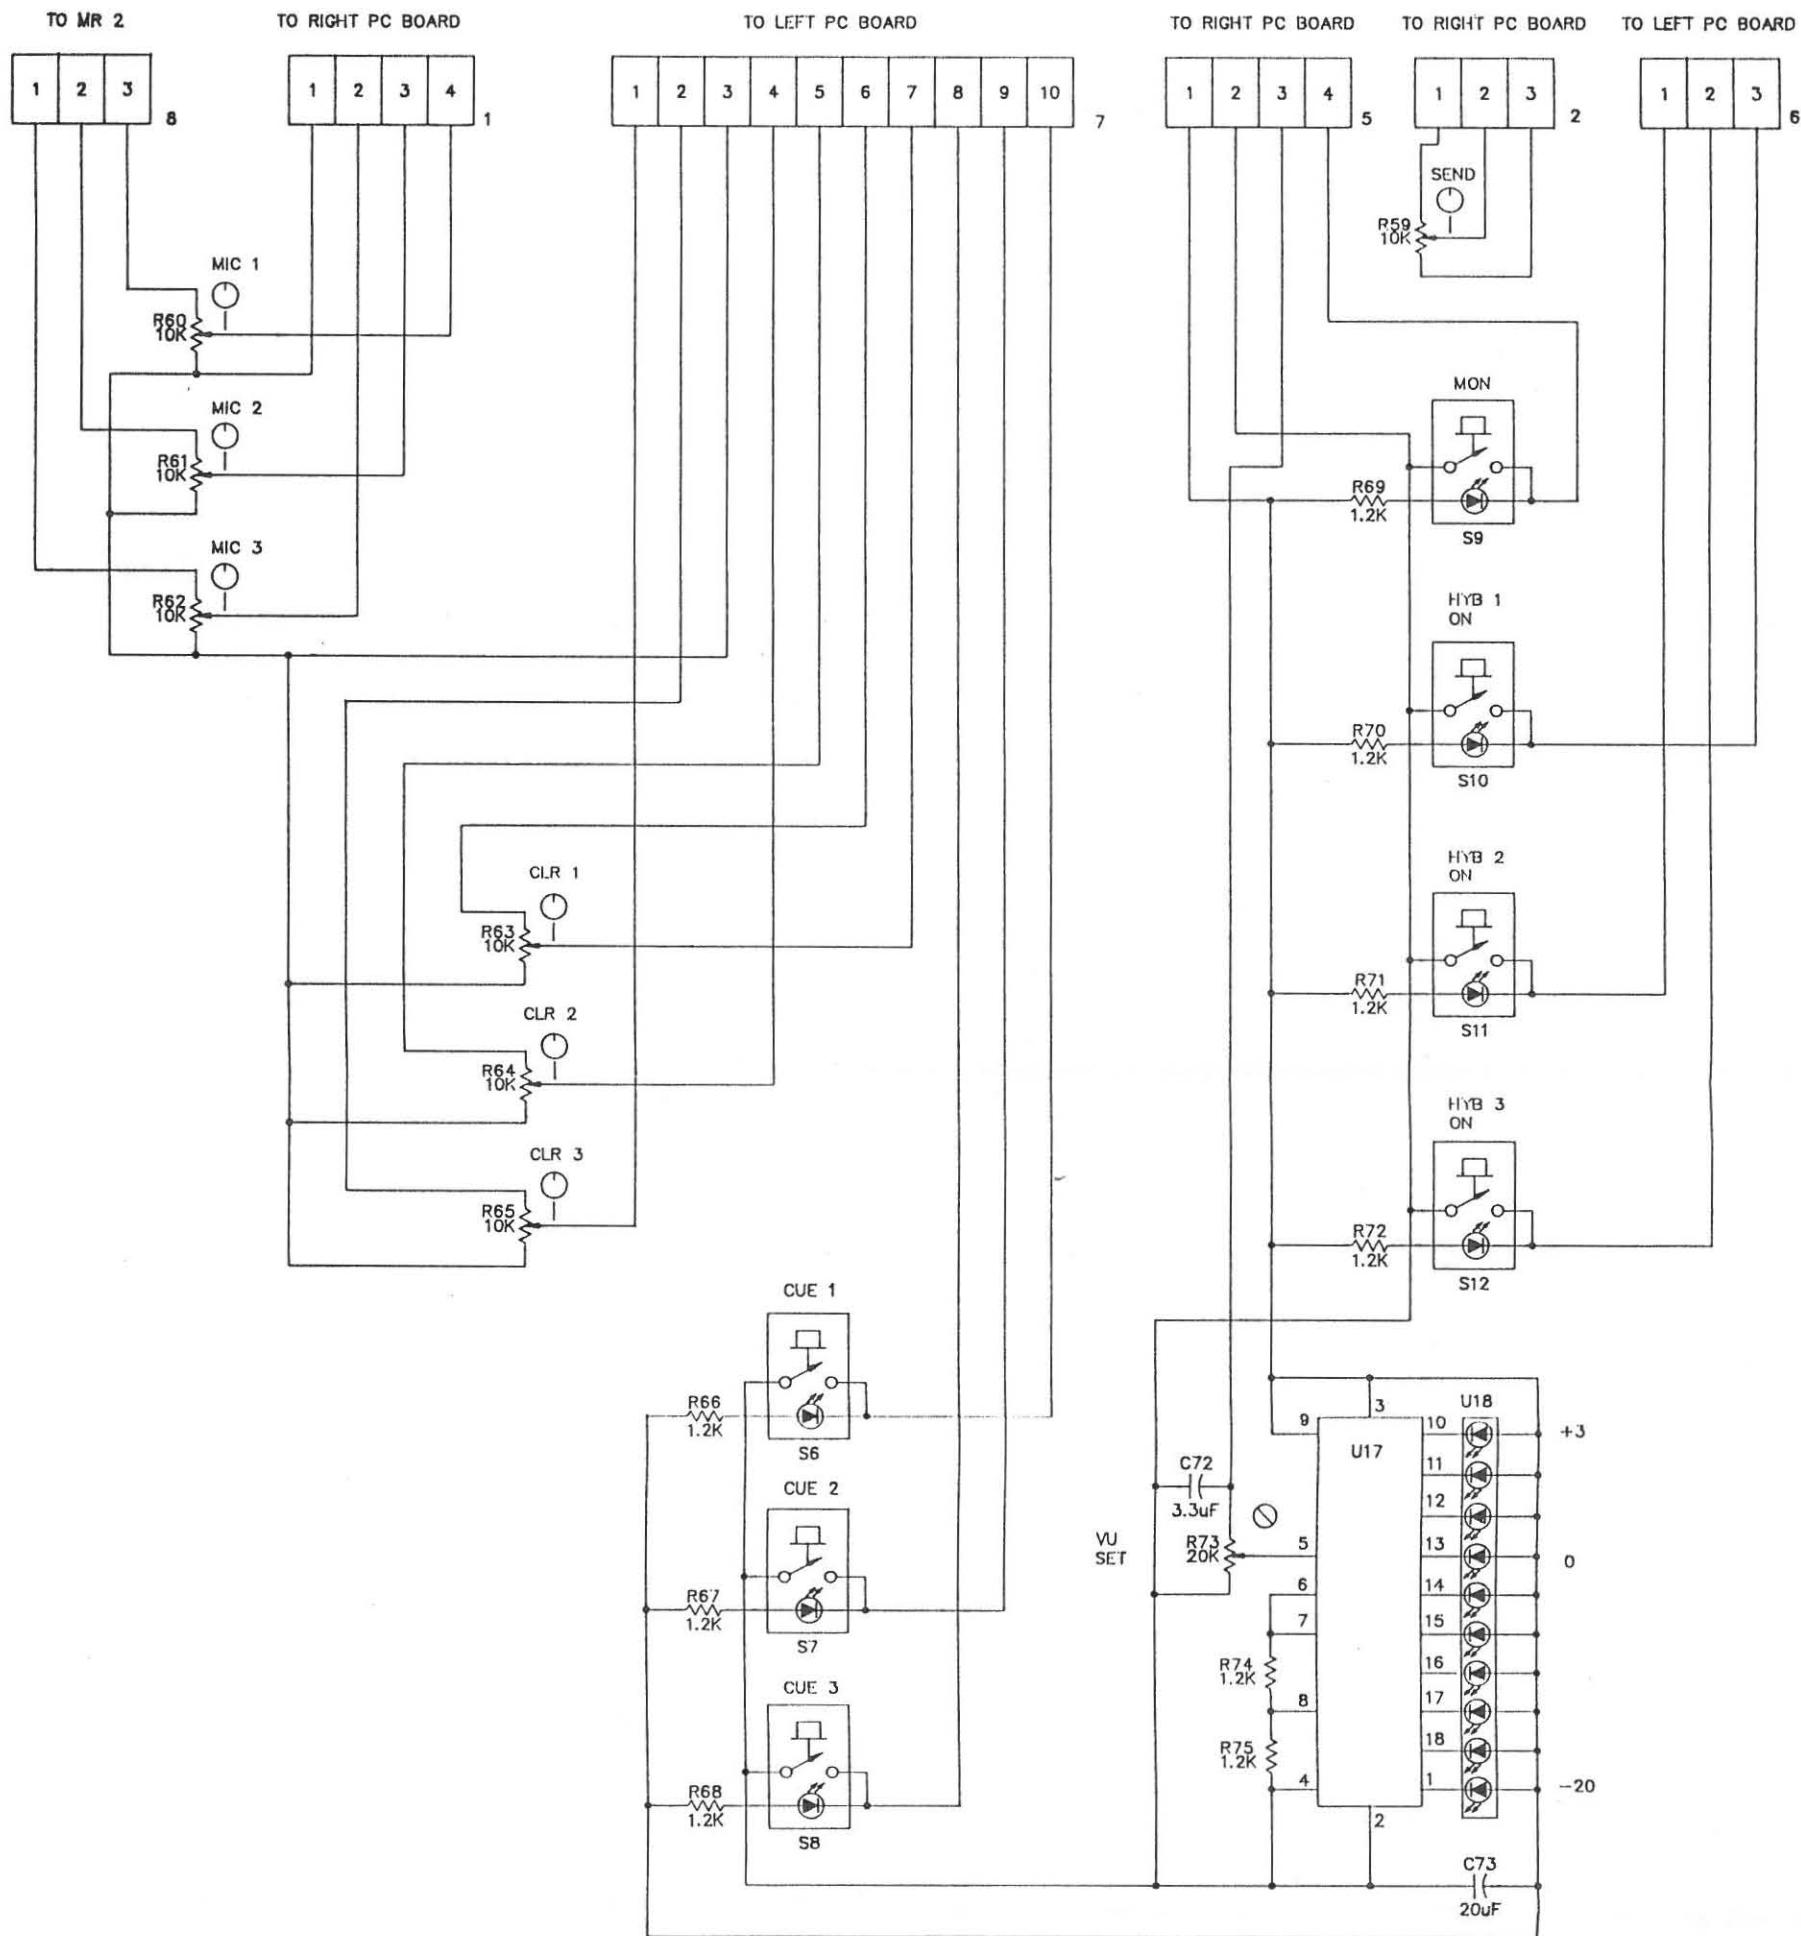 TO MR 2
TO RIGHT PC BOARD
TO LEFT PC BOARD
TO RIGHT PC BOARD
TO RIGHT PC BOARD
TO LEFT PC BOARD
1 2 3
8
1 2 3 4
1
1 2 3 4 5 6 7 8 9 10
7
1 2 3 4
5
1 2 3
2
1 2 3
6
SEND
R59
10K
MIC 1
R60
10K
MIC 2
R61
10K
MIC 3
R62
10K
CLR 1
R63
10K
CLR 2
R64
10K
CLR 3
R65
10K
CUE 1
R66
1.2K
S6
CUE 2
R67
1.2K
S7
CUE 3
R68
1.2K
S8
MON
R69
1.2K
S9
HYB 1
ON
R70
1.2K
S10
HYB 2
ON
R71
1.2K
S11
HYB 3
ON
R72
1.2K
S12
3
U18
9
U17
10
+3
11
12
C72
3.3uF
VU
SET
R73
20K
5
13
0
6
14
7
15
R74
1.2K
16
8
17
R75
1.2K
18
4
1
-20
2
C73
20uF